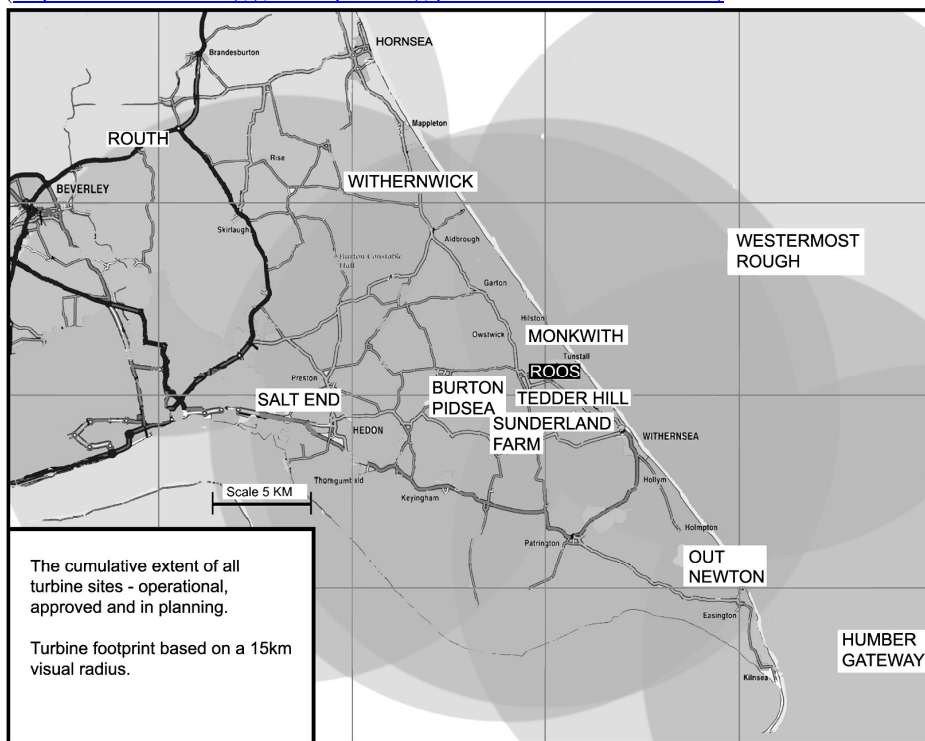 HORNSEA
Brandesburton
Mappleton
ROUTH
Rise
WITHERNWICK
BEVERLEY
Skirlaugh
Aldbrough
WESTERMOST
ROUGH
Burton Constable
Hall
Garton
Hilston
Owstwick
MONKWITH
Tunstall
ROOS
Preston
BURTON
PIDSEA
SALT END
TEDDER HILL
SUNDERLAND
FARM
HEDON
WITHERNSEA
Thorngumbald
Hollym
Scale 5 KM
Keyingham
Holmpton
Patrington
OUT
NEWTON
The cumulative extent of all
turbine sites - operational,
approved and in planning.
Turbine footprint based on a 15km
visual radius.
Easington
HUMBER
GATEWAY
Kilnsea